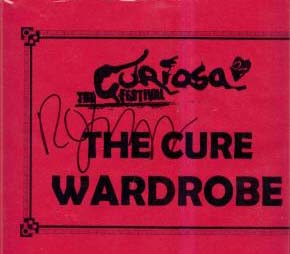 Curiosa
THE FESTIVAL
THE CURE
WARDROBE